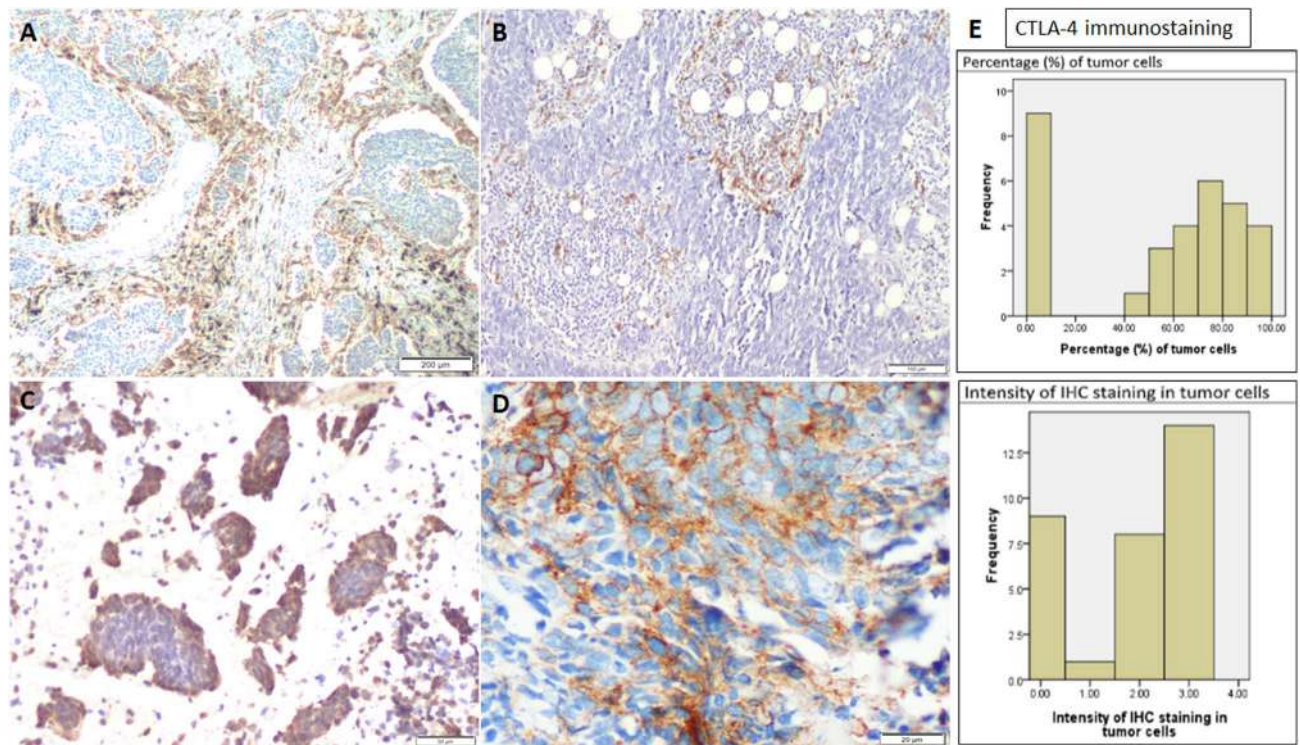 A
B
200 µm
C
D
20 µm
E
CTLA-4 immunostaining
Percentage (%) of tumor cells
10
8
6
4
2
0
Frequency
0.00 20.00 40.00 60.00 80.00 100.00
Percentage (%) of tumor cells
Intensity of IHC staining in tumor cells
12.5
10.0
7.5
5.0
2.5
0.0
Frequency
0.00 1.00 2.00 3.00 4.00
Intensity of IHC staining in
tumor cells